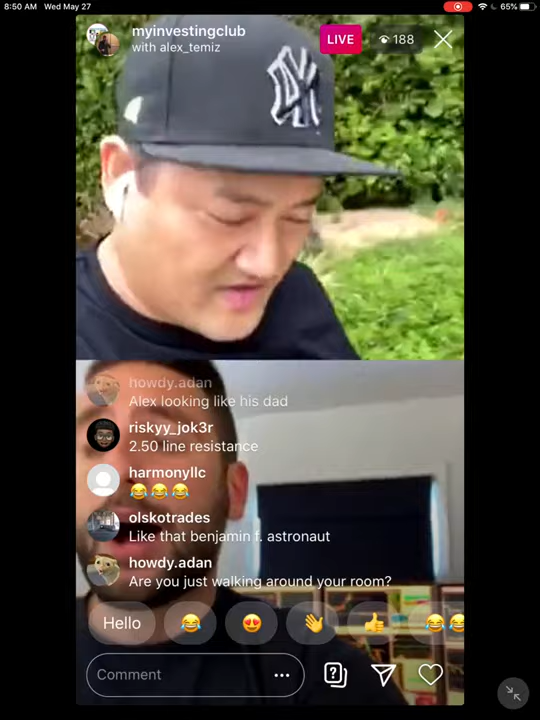 8:50 AM Wed May 27
65%
myinvestingclub
with alex_temiz
LIVE
188
NY
howdy.adan
Alex looking like his dad
riskyy_jok3r
2.50 line resistance
harmonyllc
😂😂😂
olskotrades
Like that benjamin f. astronaut
howdy.adan
Are you just walking around your room?
Hello 😂 😍 👋 👍 😂😂
Comment